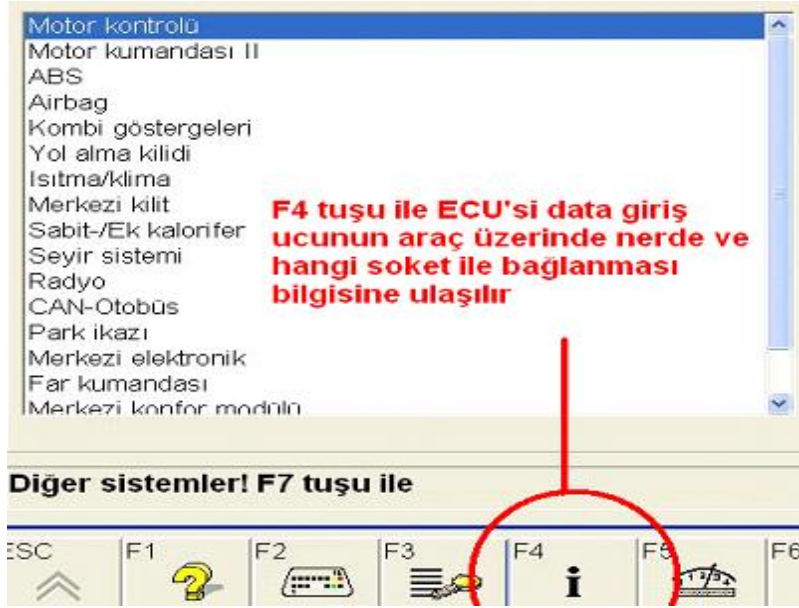 Motor kontrolü
Motor kumandası II
ABS
Airbag
Kombi göstergeleri
Yol alma kilidi
Isıtma/klima
Merkezi kilit
Sabit-/Ek kalorifer
Seyir sistemi
Radyo
CAN-Otobüs
Park ikazı
Merkezi elektronik
Far kumandası
Merkezi konfor modülü
F4 tuşu ile ECU'si data giriş
ucunun araç üzerinde nerde ve
hangi soket ile bağlanması
bilgisine ulaşılır
Diğer sistemler! F7 tuşu ile
ESC F1 F2 F3 F4 F5 F6